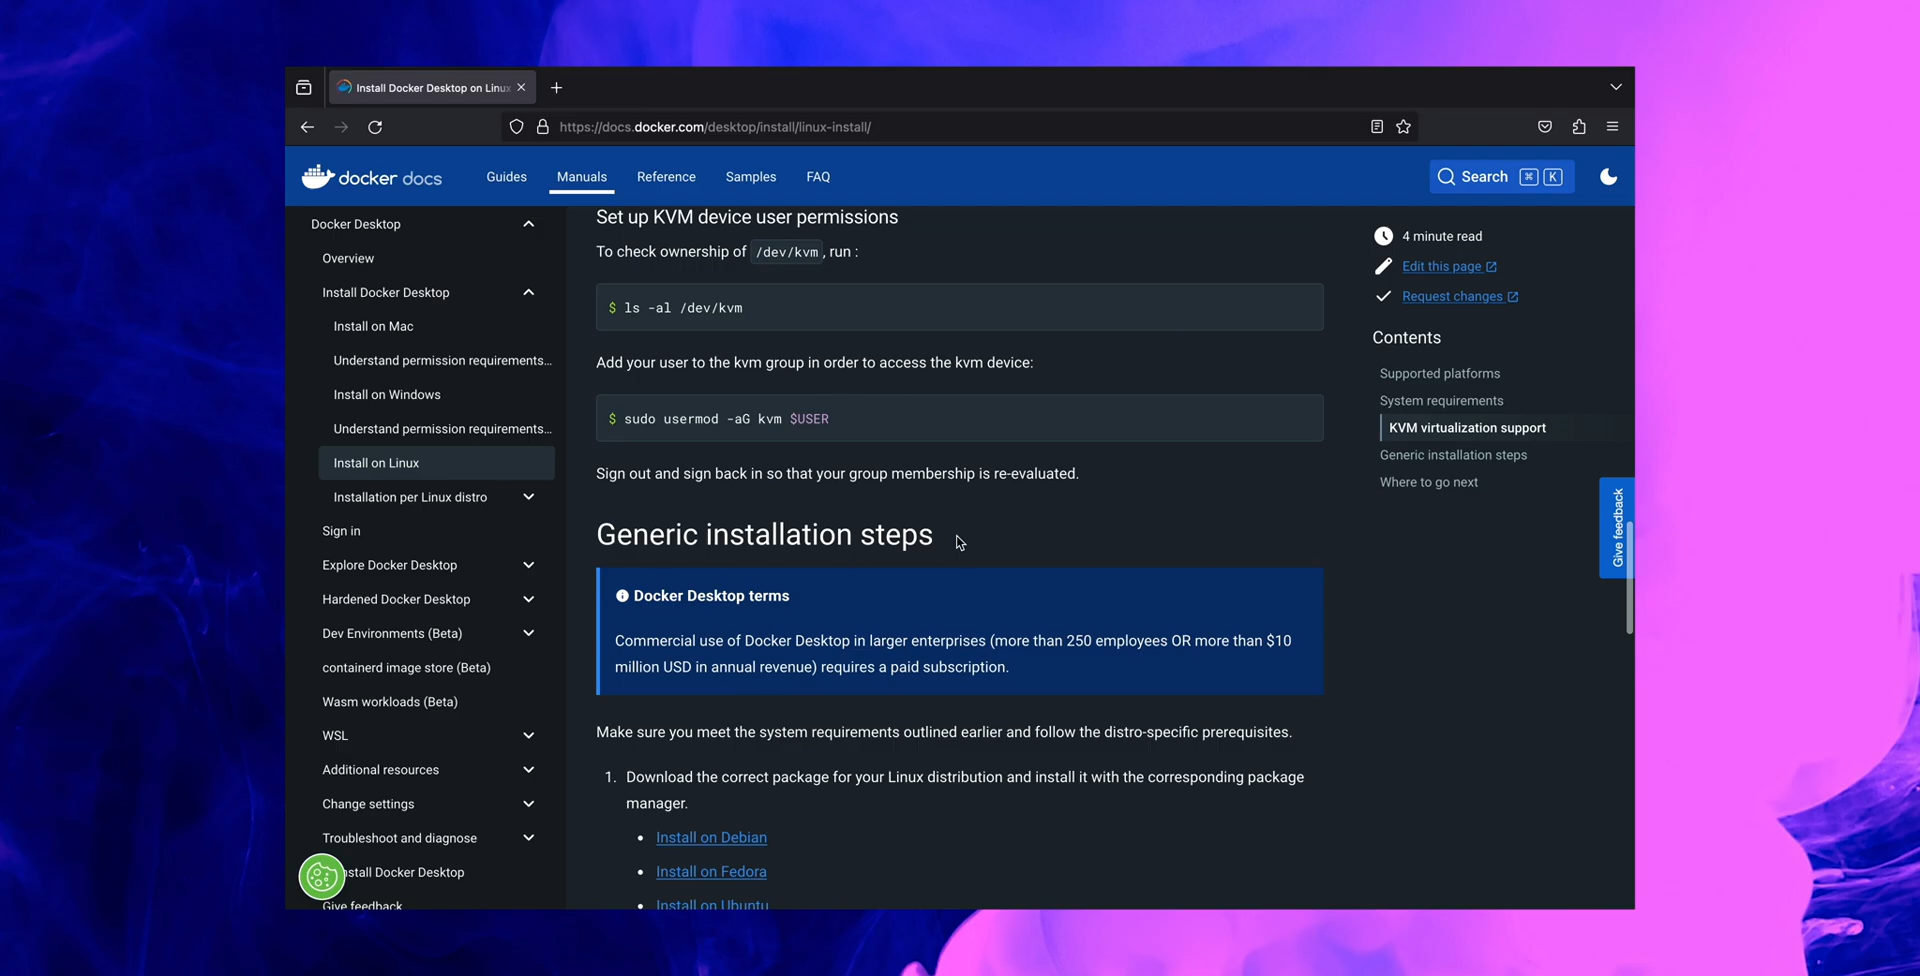 Install Docker Desktop on Linux
https://docs.docker.com/desktop/install/linux-install/
docker docs
Guides
Manuals
Reference
Samples
FAQ
Search ⌘ K
Docker Desktop
Overview
Install Docker Desktop
Install on Mac
Understand permission requirements...
Install on Windows
Understand permission requirements...
Install on Linux
Installation per Linux distro
Sign in
Explore Docker Desktop
Hardened Docker Desktop
Dev Environments (Beta)
containerd image store (Beta)
Wasm workloads (Beta)
WSL
Additional resources
Change settings
Troubleshoot and diagnose
nstall Docker Desktop
Give feedback
Set up KVM device user permissions
To check ownership of /dev/kvm, run :
$ ls -al /dev/kvm
Add your user to the kvm group in order to access the kvm device:
$ sudo usermod -aG kvm $USER
Sign out and sign back in so that your group membership is re-evaluated.
Generic installation steps
Docker Desktop terms
Commercial use of Docker Desktop in larger enterprises (more than 250 employees OR more than $10
million USD in annual revenue) requires a paid subscription.
Make sure you meet the system requirements outlined earlier and follow the distro-specific prerequisites.
1. Download the correct package for your Linux distribution and install it with the corresponding package
manager.
• Install on Debian
• Install on Fedora
• Install on Ubuntu
4 minute read
Edit this page
Request changes
Contents
Supported platforms
System requirements
KVM virtualization support
Generic installation steps
Where to go next
Give feedback